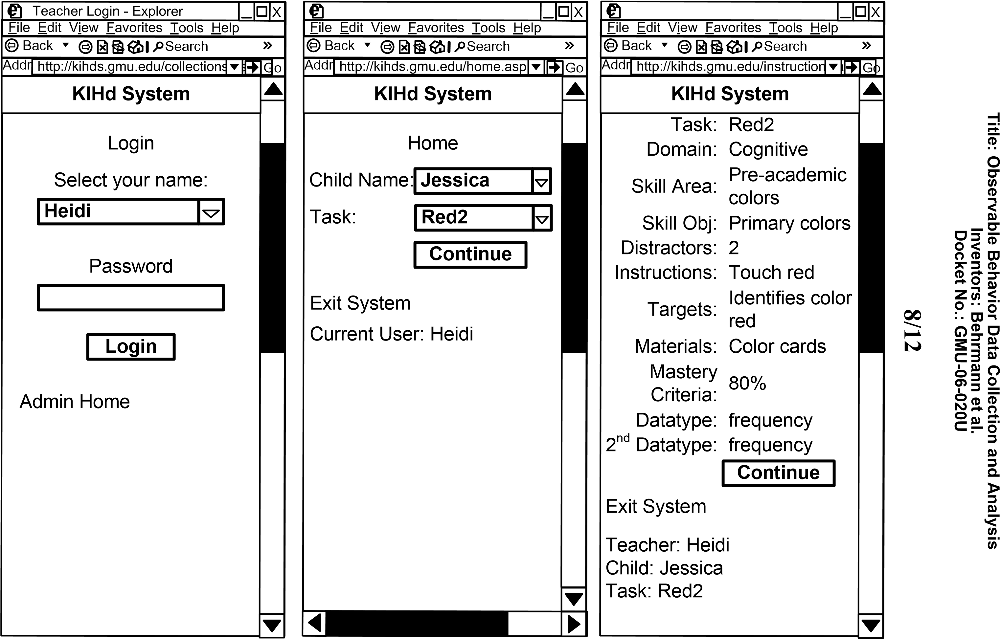 Teacher Login - Explorer
X
File Edit View Favorites Tools Help
Back Search »
Addr http://kihds.gmu.edu/collections Go
KIHd System
Login
Select your name:
Heidi
Password
Login
Admin Home
X
File Edit View Favorites Tools Help
Back Search »
Addr http://kihds.gmu.edu/home.asp Go
KIHd System
Home
Child Name: Jessica
Task: Red2
Continue
Exit System
Current User: Heidi
X
File Edit View Favorites Tools Help
Back Search »
Addr http://kihds.gmu.edu/instruction Go
KIHd System
Task: Red2
Domain: Cognitive
Skill Area: Pre-academic
colors
Skill Obj: Primary colors
Distractors: 2
Instructions: Touch red
Targets: Identifies color
red
Materials: Color cards
Mastery
Criteria: 80%
Datatype: frequency
2nd Datatype: frequency
Continue
Exit System
Teacher: Heidi
Child: Jessica
Task: Red2
8/12
Title: Observable Behavior Data Collection and Analysis
Inventors: Behrmann et al.
Docket No.: GMU-06-020U